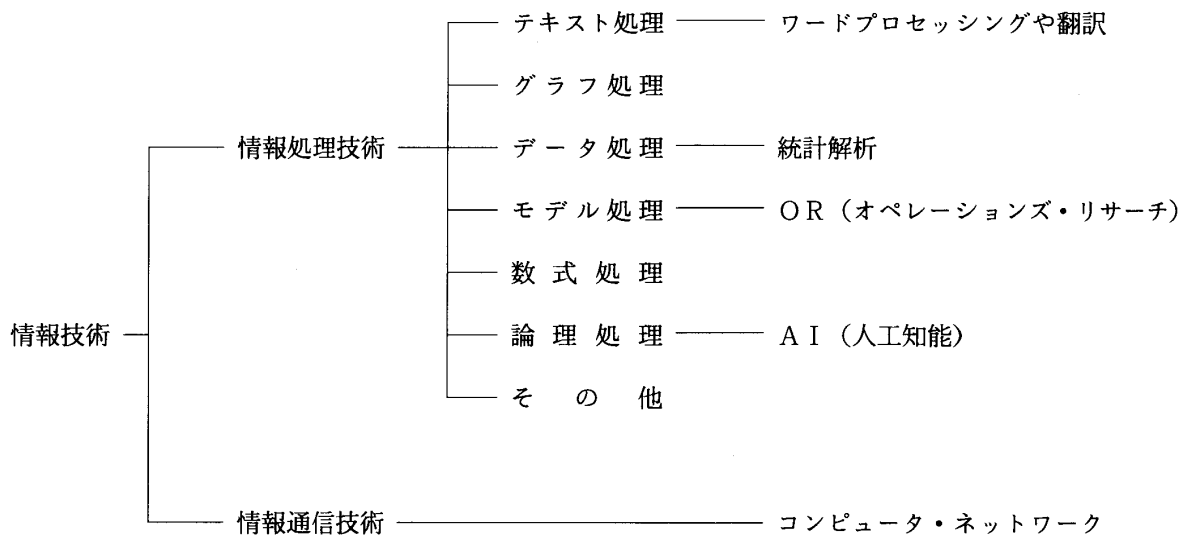 テキスト処理 ワードプロセッシングや翻訳
グラフ処理
情報処理技術 データ処理 統計解析
モデル処理 OR(オペレーションズ・リサーチ)
数式処理
情報技術 論理処理 AI(人工知能)
その他
情報通信技術 コンピュータ・ネットワーク